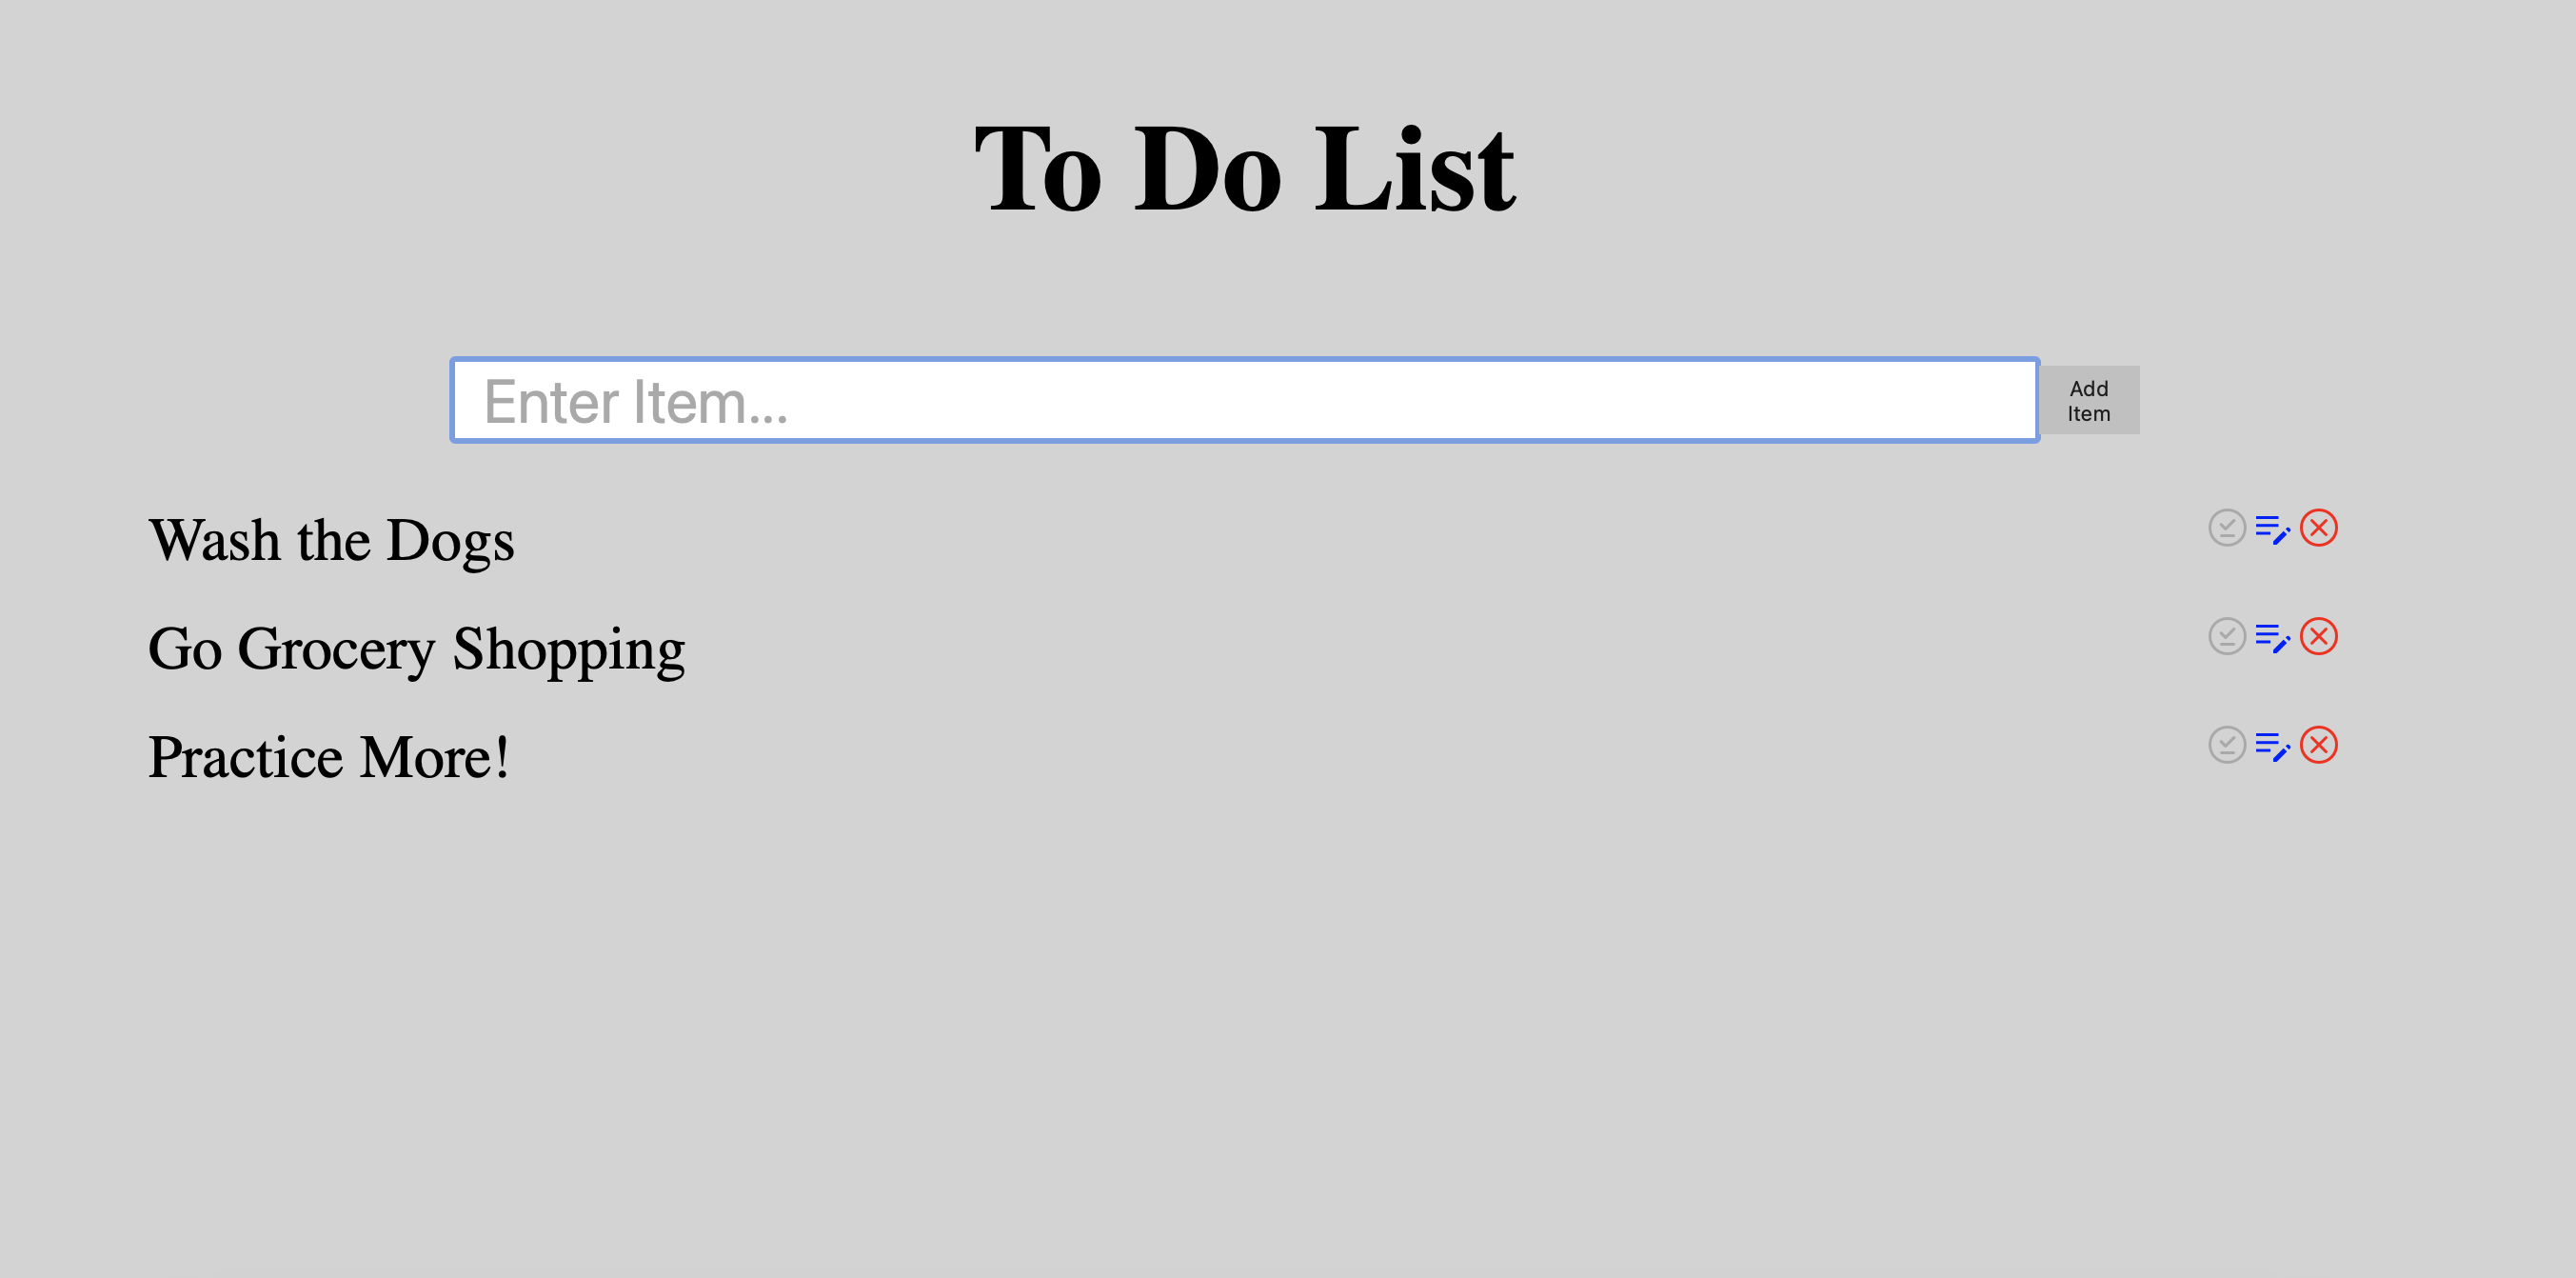 To Do List
Enter Item...
Add
Item
Wash the Dogs
Go Grocery Shopping
Practice More!